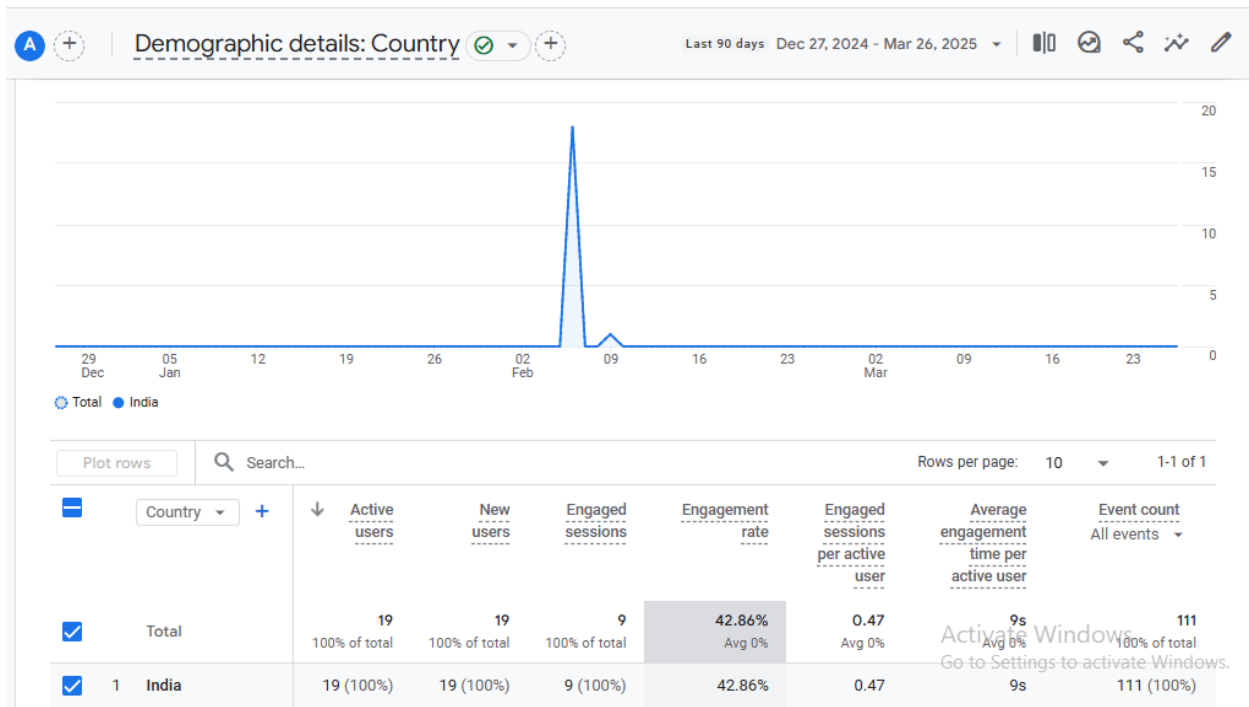 A + Demographic details: Country + Last 90 days Dec 27, 2024 - Mar 26, 2025
20
15
10
5
0
29 05 12 19 26 02 09 16 23 02 09 16 23
Dec Jan Feb Mar
Total India
Plot rows Search... Rows per page: 10 1-1 of 1
Country + Active New Engaged Engagement Engaged Average Event count
users users sessions rate sessions engagement All events
per active time per
user active user
Total 19 19 9 42.86% 0.47 9s 111
100% of total 100% of total 100% of total Avg 0% Avg 0% Avg 0% 100% of total
Activate Windows
Go to Settings to activate Windows.
1 India 19 (100%) 19 (100%) 9 (100%) 42.86% 0.47 9s 111 (100%)